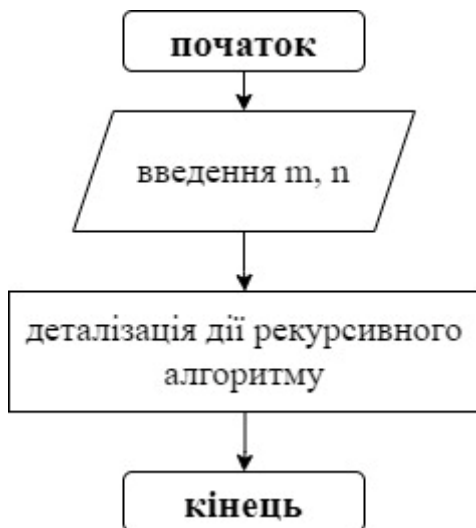 початок
введення m, n
деталізація дії рекурсивного
алгоритму
кінець